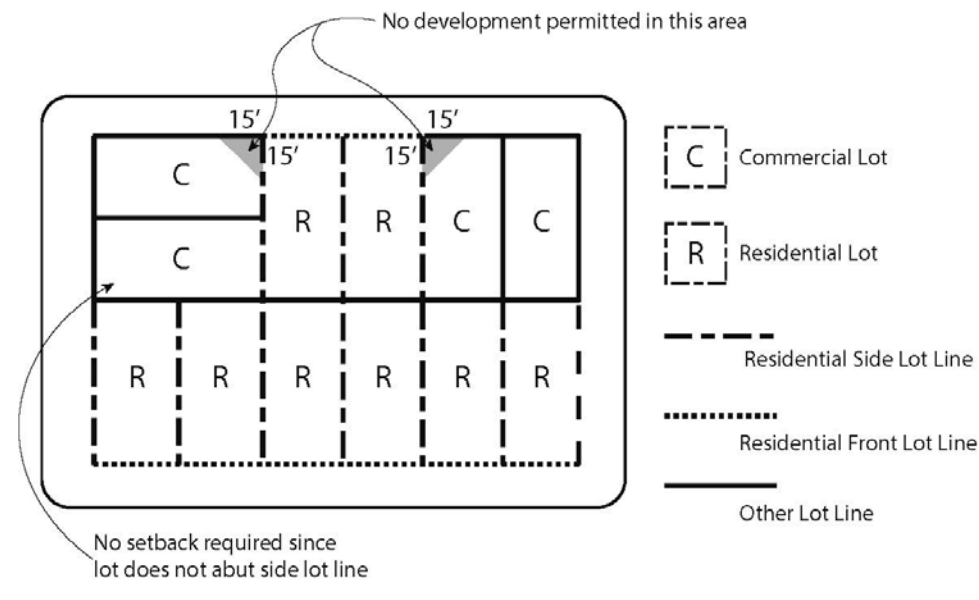 No development permitted in this area
15’ 15’
15’ 15’
C
R R C C
C
R R R R R R
C Commercial Lot
R Residential Lot
Residential Side Lot Line
Residential Front Lot Line
Other Lot Line
No setback required since
lot does not abut side lot line